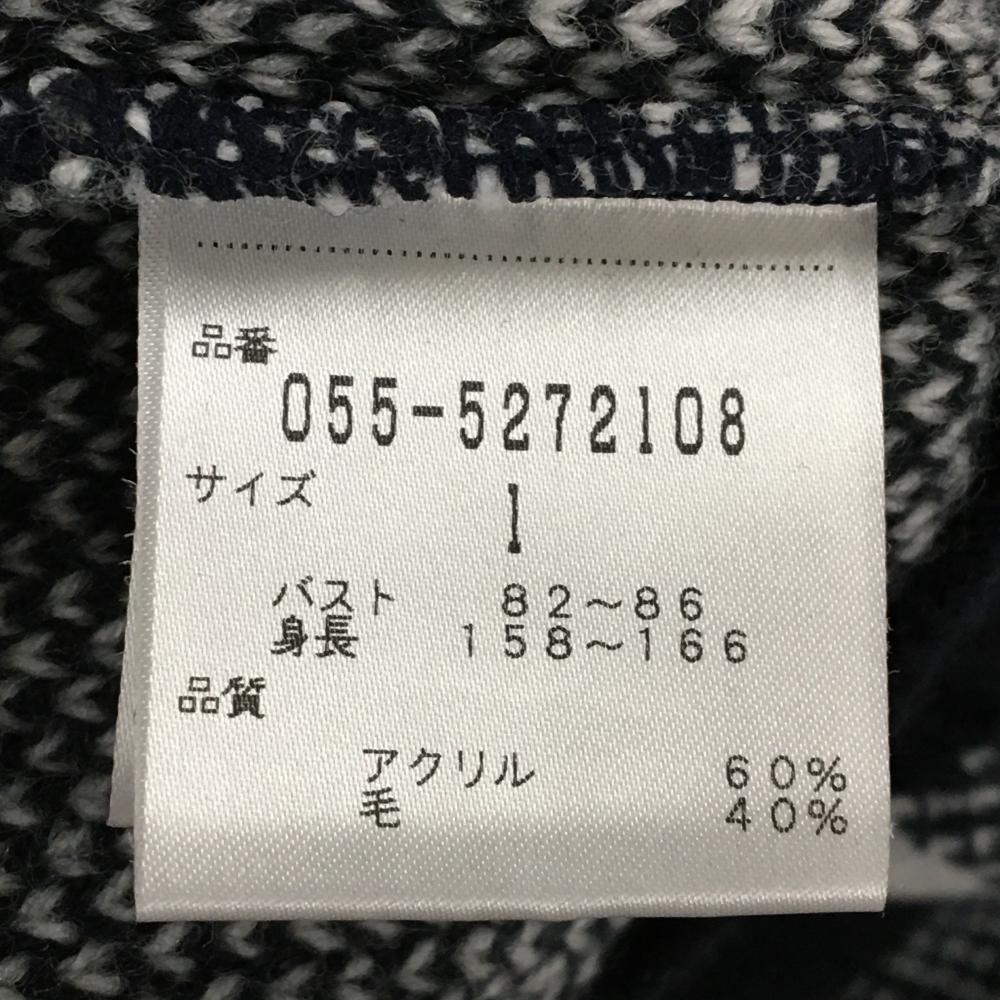 品番
055-5272108
サイズ
1
バスト 82〜86
身長 158〜166
品質
アクリル 60%
毛 40%